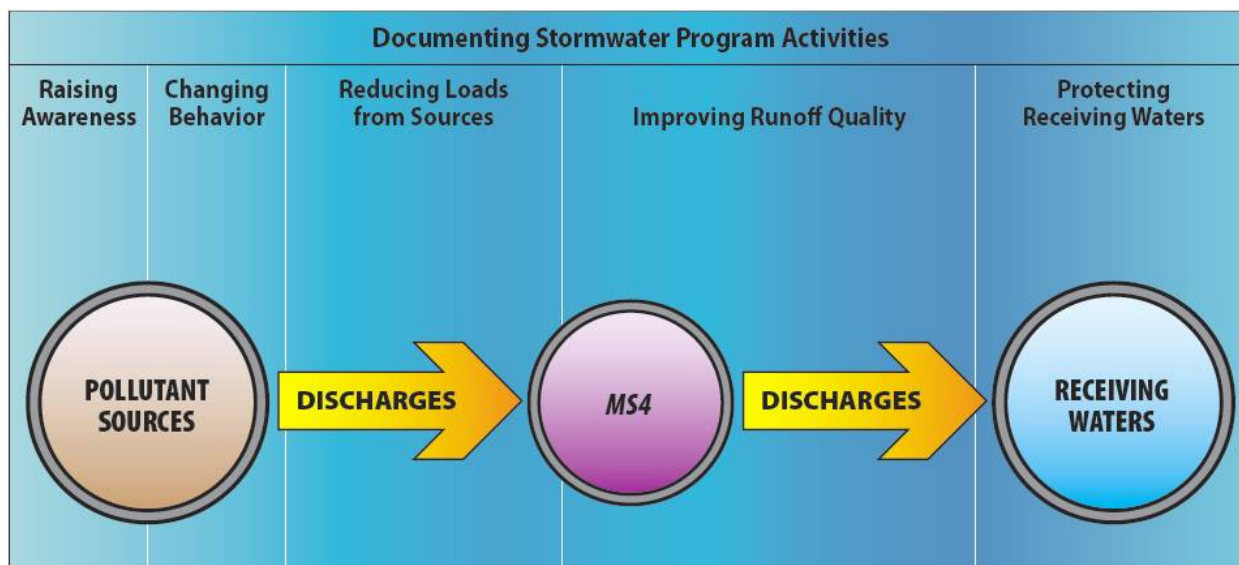 Documenting Stormwater Program Activities
Raising
Awareness
Changing
Behavior
Reducing Loads
from Sources
Improving Runoff Quality
Protecting
Receiving Waters
POLLUTANT
SOURCES
DISCHARGES
MS4
DISCHARGES
RECEIVING
WATERS